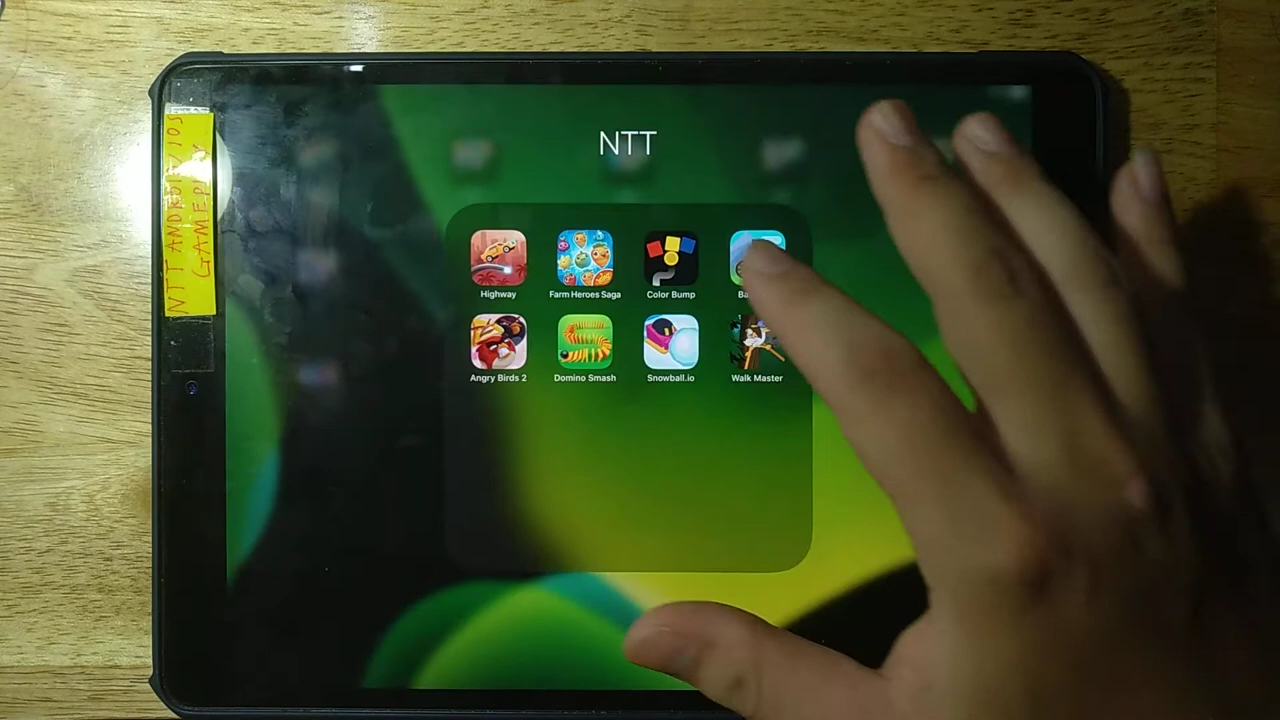 NTT ANDROID/IOS
GAMEPLAY
NTT
Highway
Farm Heroes Saga
Color Bump
Angry Birds 2
Domino Smash
Snowball.io
Walk Master